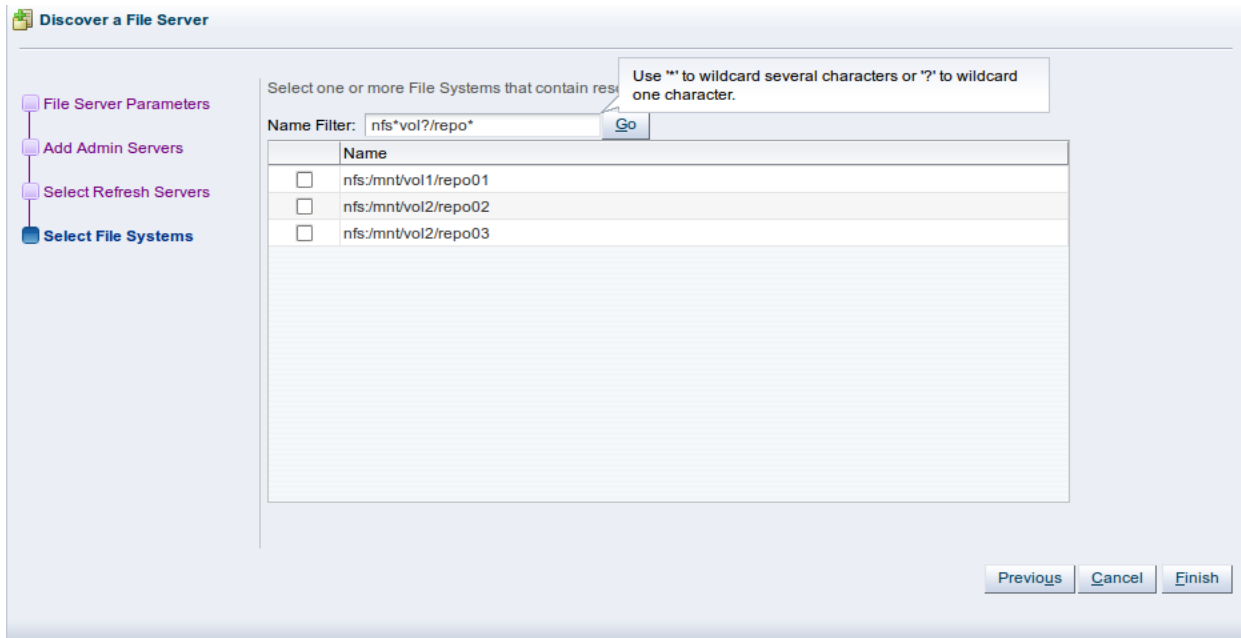 Discover a File Server
File Server Parameters
Add Admin Servers
Select Refresh Servers
Select File Systems
Select one or more File Systems that contain
Use '*' to wildcard several characters or '?' to wildcard
one character.
Name Filter: nfs*vol?/repo* Go
Name
nfs:/mnt/vol1/repo01
nfs:/mnt/vol2/repo02
nfs:/mnt/vol2/repo03
Previous Cancel Finish